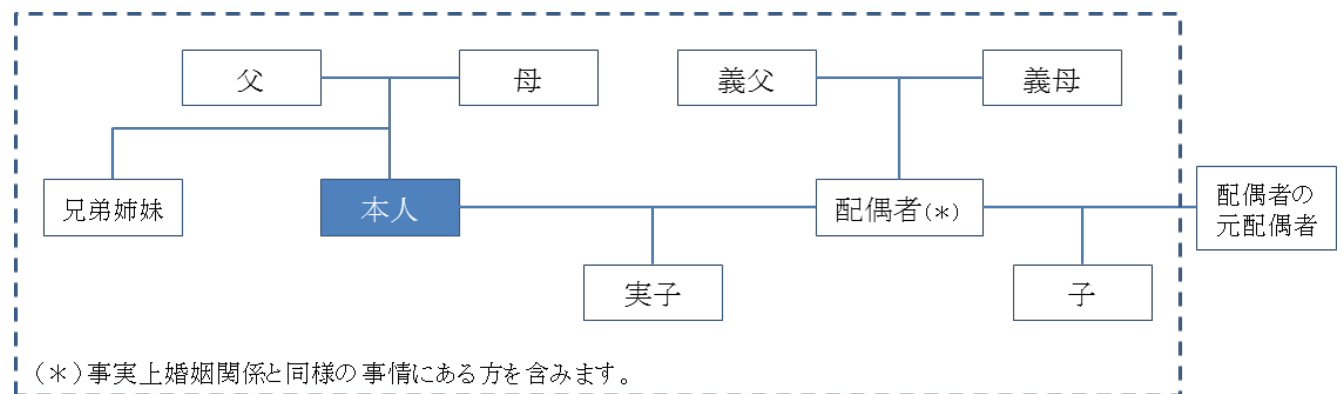 父
母
義父
義母
兄弟姉妹
本人
配偶者(＊)
配偶者の
元配偶者
実子
子
(＊)事実上婚姻関係と同様の事情にある方を含みます。